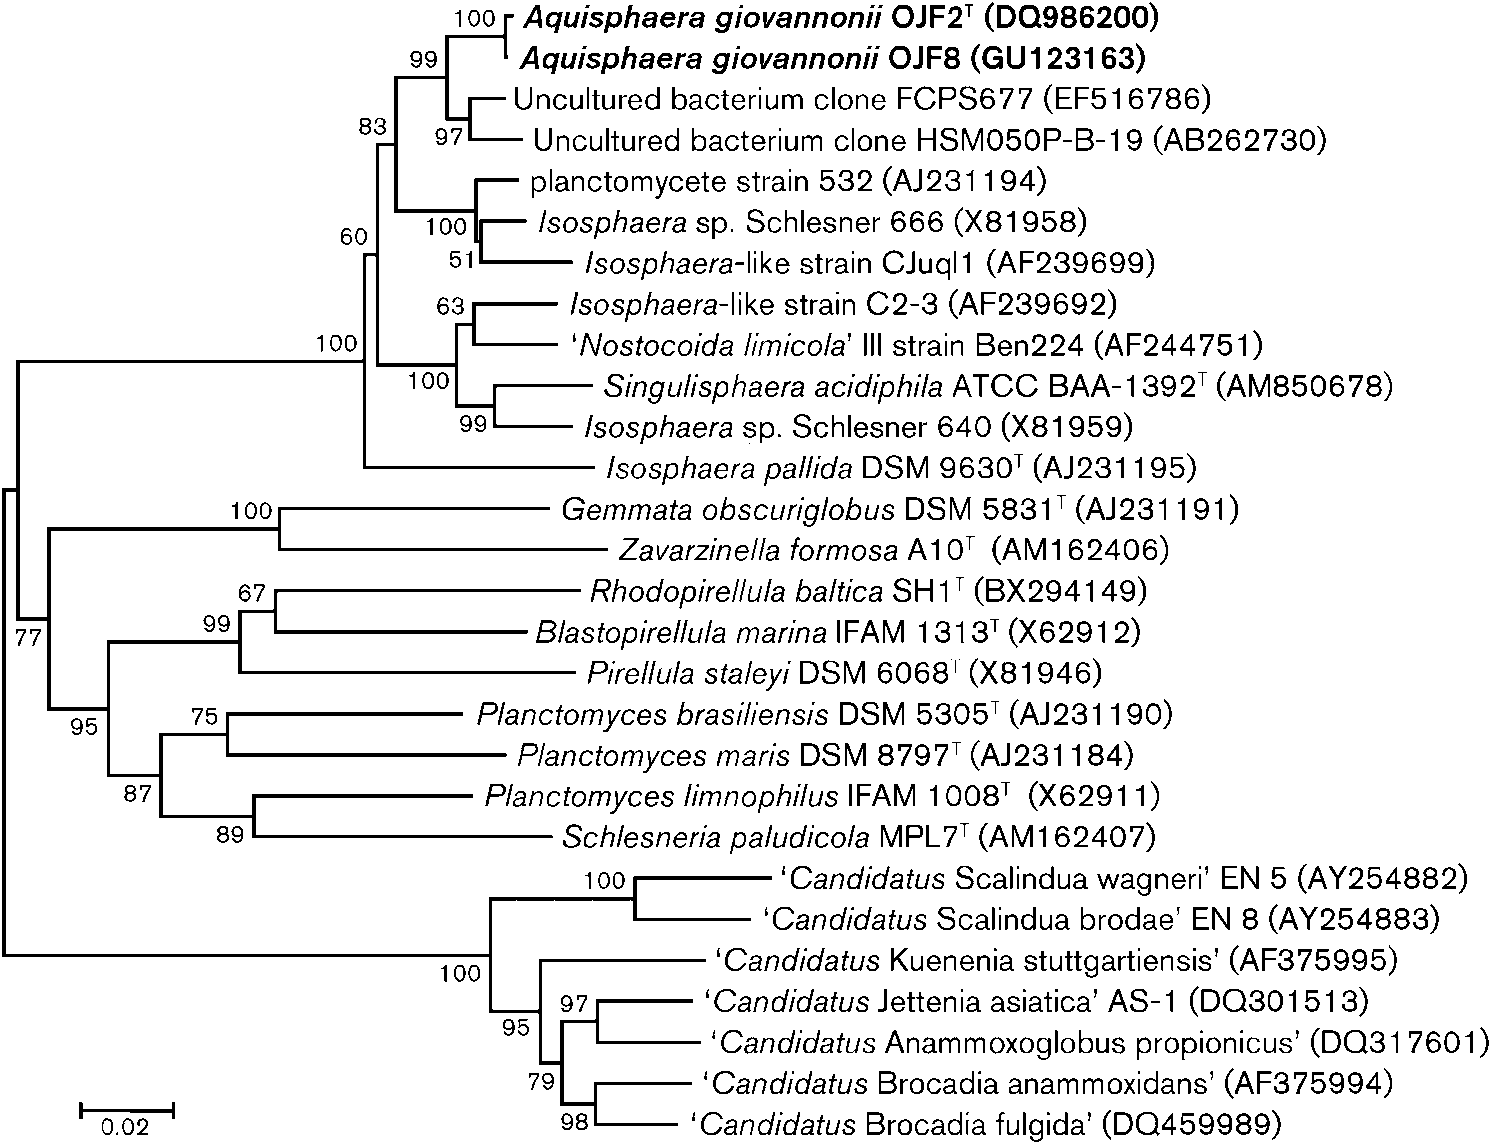 100 Aquisphaera giovannonii OJF2ᵀ (DQ986200)
99 Aquisphaera giovannonii OJF8 (GU123163)
Uncultured bacterium clone FCPS677 (EF516786)
83
97 Uncultured bacterium clone HSM050P-B-19 (AB262730)
planctomycete strain 532 (AJ231194)
100 Isosphaera sp. Schlesner 666 (X81958)
60
51 Isosphaera-like strain CJuql1 (AF239699)
63 Isosphaera-like strain C2-3 (AF239692)
100 ‘Nostocoida limicola’ III strain Ben224 (AF244751)
100 Singulisphaera acidiphila ATCC BAA-1392ᵀ (AM850678)
99 Isosphaera sp. Schlesner 640 (X81959)
Isosphaera pallida DSM 9630ᵀ (AJ231195)
100 Gemmata obscuriglobus DSM 5831ᵀ (AJ231191)
Zavarzinella formosa A10ᵀ (AM162406)
67 Rhodopirellula baltica SH1ᵀ (BX294149)
99 Blastopirellula marina IFAM 1313ᵀ (X62912)
77
Pirellula staleyi DSM 6068ᵀ (X81946)
75 Planctomyces brasiliensis DSM 5305ᵀ (AJ231190)
95
Planctomyces maris DSM 8797ᵀ (AJ231184)
87 Planctomyces limnophilus IFAM 1008ᵀ (X62911)
89 Schlesneria paludicola MPL7ᵀ (AM162407)
100 ‘Candidatus Scalindua wagneri’ EN 5 (AY254882)
‘Candidatus Scalindua brodae’ EN 8 (AY254883)
100 ‘Candidatus Kuenenia stuttgartiensis’ (AF375995)
97 ‘Candidatus Jettenia asiatica’ AS-1 (DQ301513)
95
‘Candidatus Anammoxoglobus propionicus’ (DQ317601)
79 ‘Candidatus Brocadia anammoxidans’ (AF375994)
98 ‘Candidatus Brocadia fulgida’ (DQ459989)
0.02